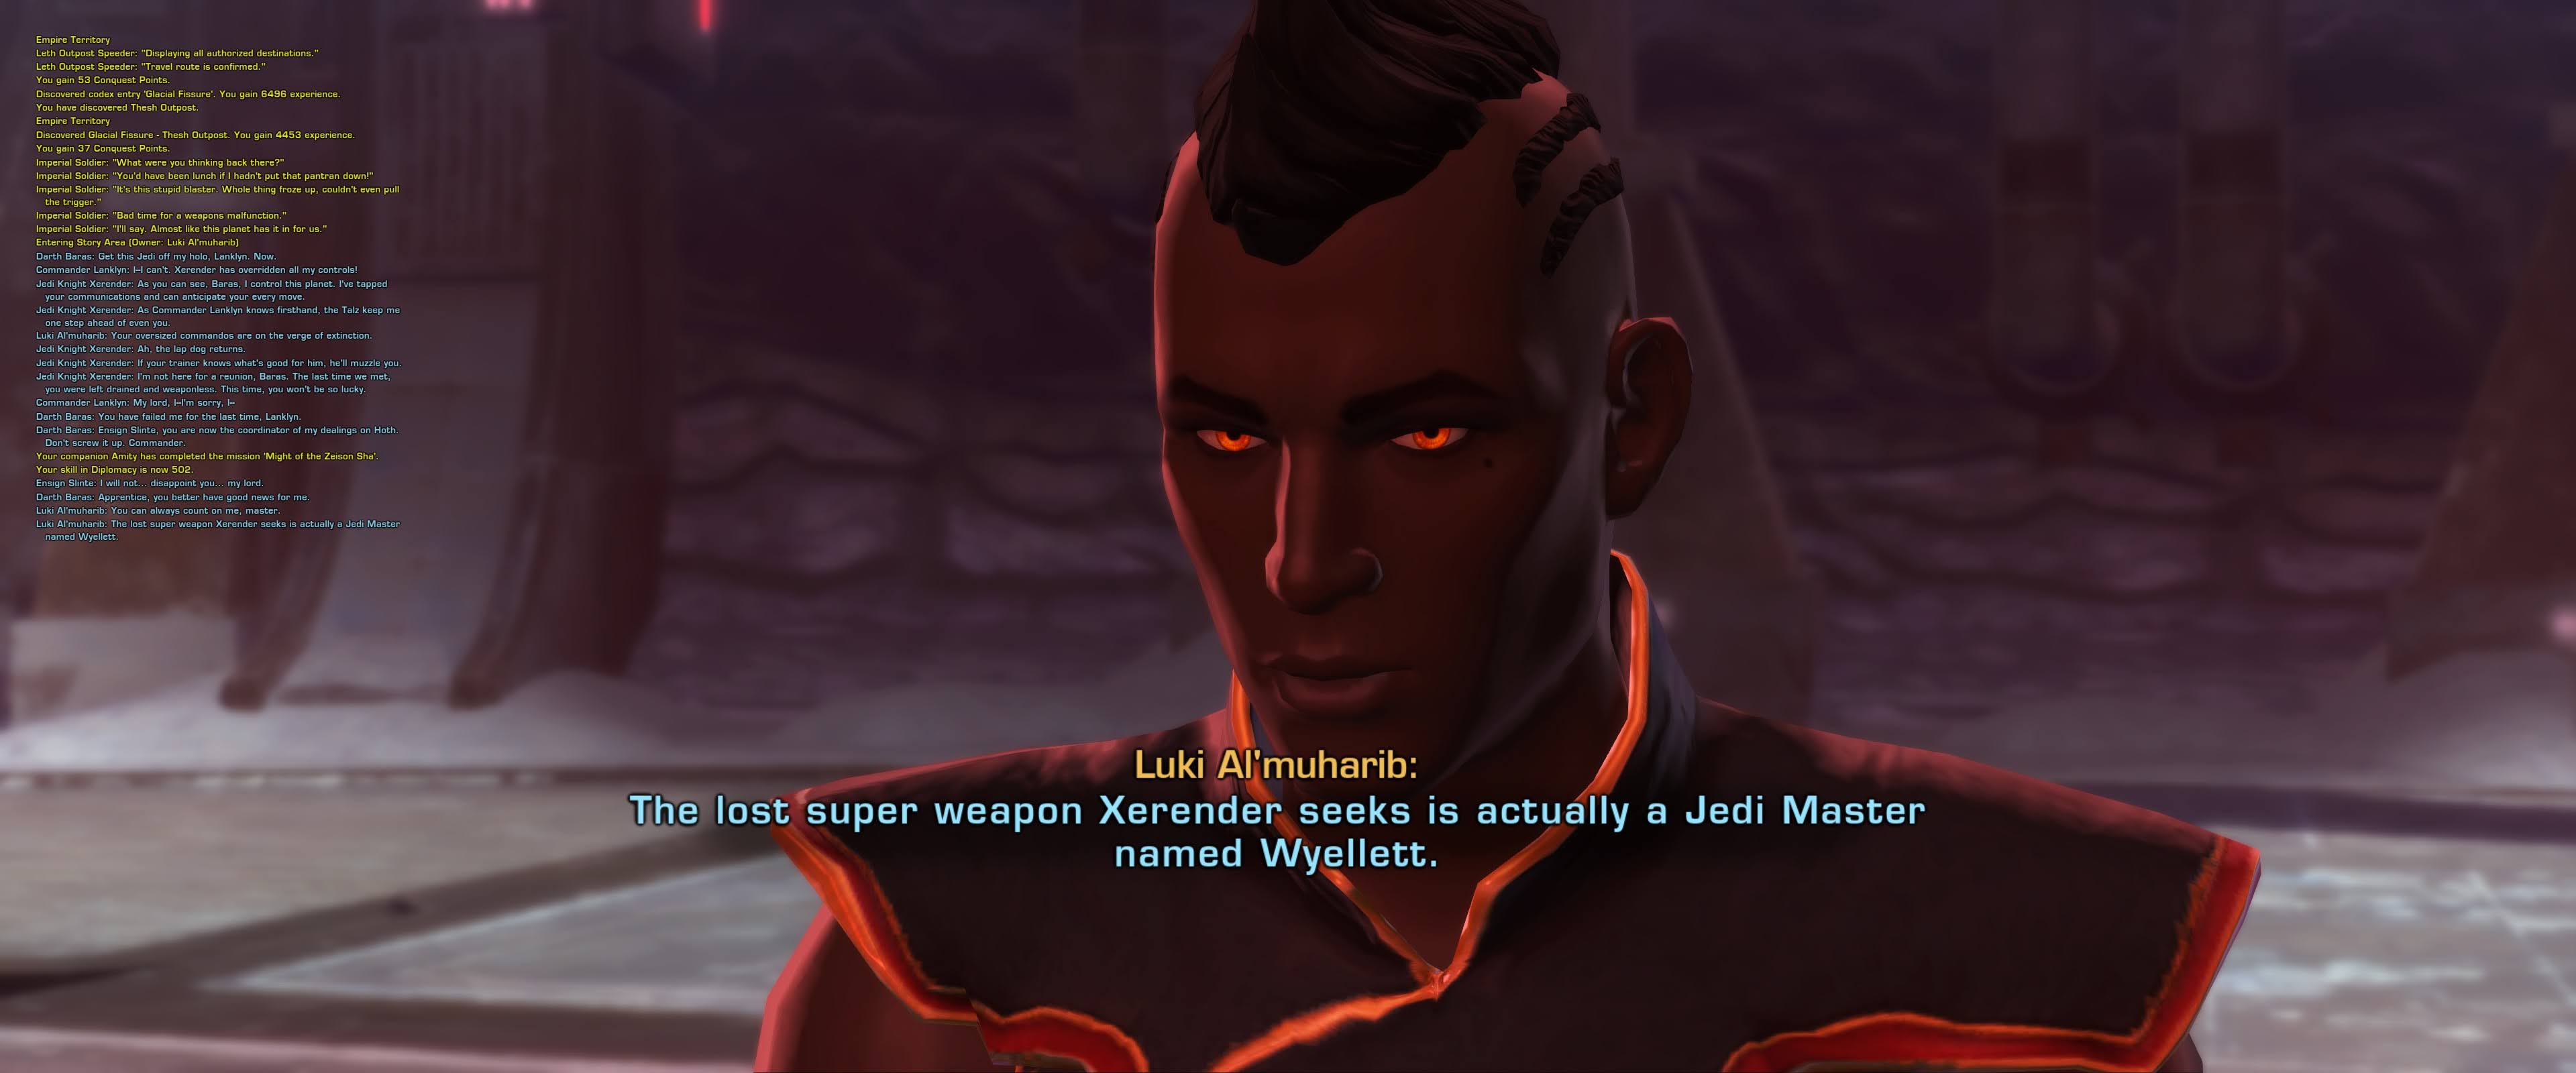 Empire Territory
Leth Outpost Speeder: "Displaying all authorized destinations."
Leth Outpost Speeder: "Travel route is confirmed."
You gain 53 Conquest Points.
Discovered codex entry 'Glacial Fissure'. You gain 6496 experience.
You have discovered Thesh Outpost.
Empire Territory
Discovered Glacial Fissure - Thesh Outpost. You gain 4453 experience.
You gain 37 Conquest Points.
Imperial Soldier: "What were you thinking back there?"
Imperial Soldier: "You'd have been lunch if I hadn't put that pantran down!"
Imperial Soldier: "It's this stupid blaster. Whole thing froze up, couldn't even pull
the trigger."
Imperial Soldier: "Bad time for a weapons malfunction."
Imperial Soldier: "I'll say. Almost like this planet has it in for us."
Entering Story Area (Owner: Luki Al'muharib)
Darth Baras: Get this Jedi off my holo, Lanklyn. Now.
Commander Lanklyn: I–I can't. Xerender has overridden all my controls!
Jedi Knight Xerender: As you can see, Baras, I control this planet. I've tapped
your communications and can anticipate your every move.
Jedi Knight Xerender: As Commander Lanklyn knows firsthand, the Talz keep me
one step ahead of even you.
Luki Al'muharib: Your oversized commandos are on the verge of extinction.
Jedi Knight Xerender: Ah, the lap dog returns.
Jedi Knight Xerender: If your trainer knows what's good for him, he'll muzzle you.
Jedi Knight Xerender: I'm not here for a reunion, Baras. The last time we met,
you were left drained and weaponless. This time, you won't be so lucky.
Commander Lanklyn: My lord, I–I'm sorry, I–
Darth Baras: You have failed me for the last time, Lanklyn.
Darth Baras: Ensign Slinte, you are now the coordinator of my dealings on Hoth.
Don't screw it up. Commander.
Your companion Amity has completed the mission 'Might of the Zeison Sha'.
Your skill in Diplomacy is now 502.
Ensign Slinte: I will not... disappoint you... my lord.
Darth Baras: Apprentice, you better have good news for me.
Luki Al'muharib: You can always count on me, master.
Luki Al'muharib: The lost super weapon Xerender seeks is actually a Jedi Master
named Wyellett.
Luki Al'muharib:
The lost super weapon Xerender seeks is actually a Jedi Master
named Wyellett.